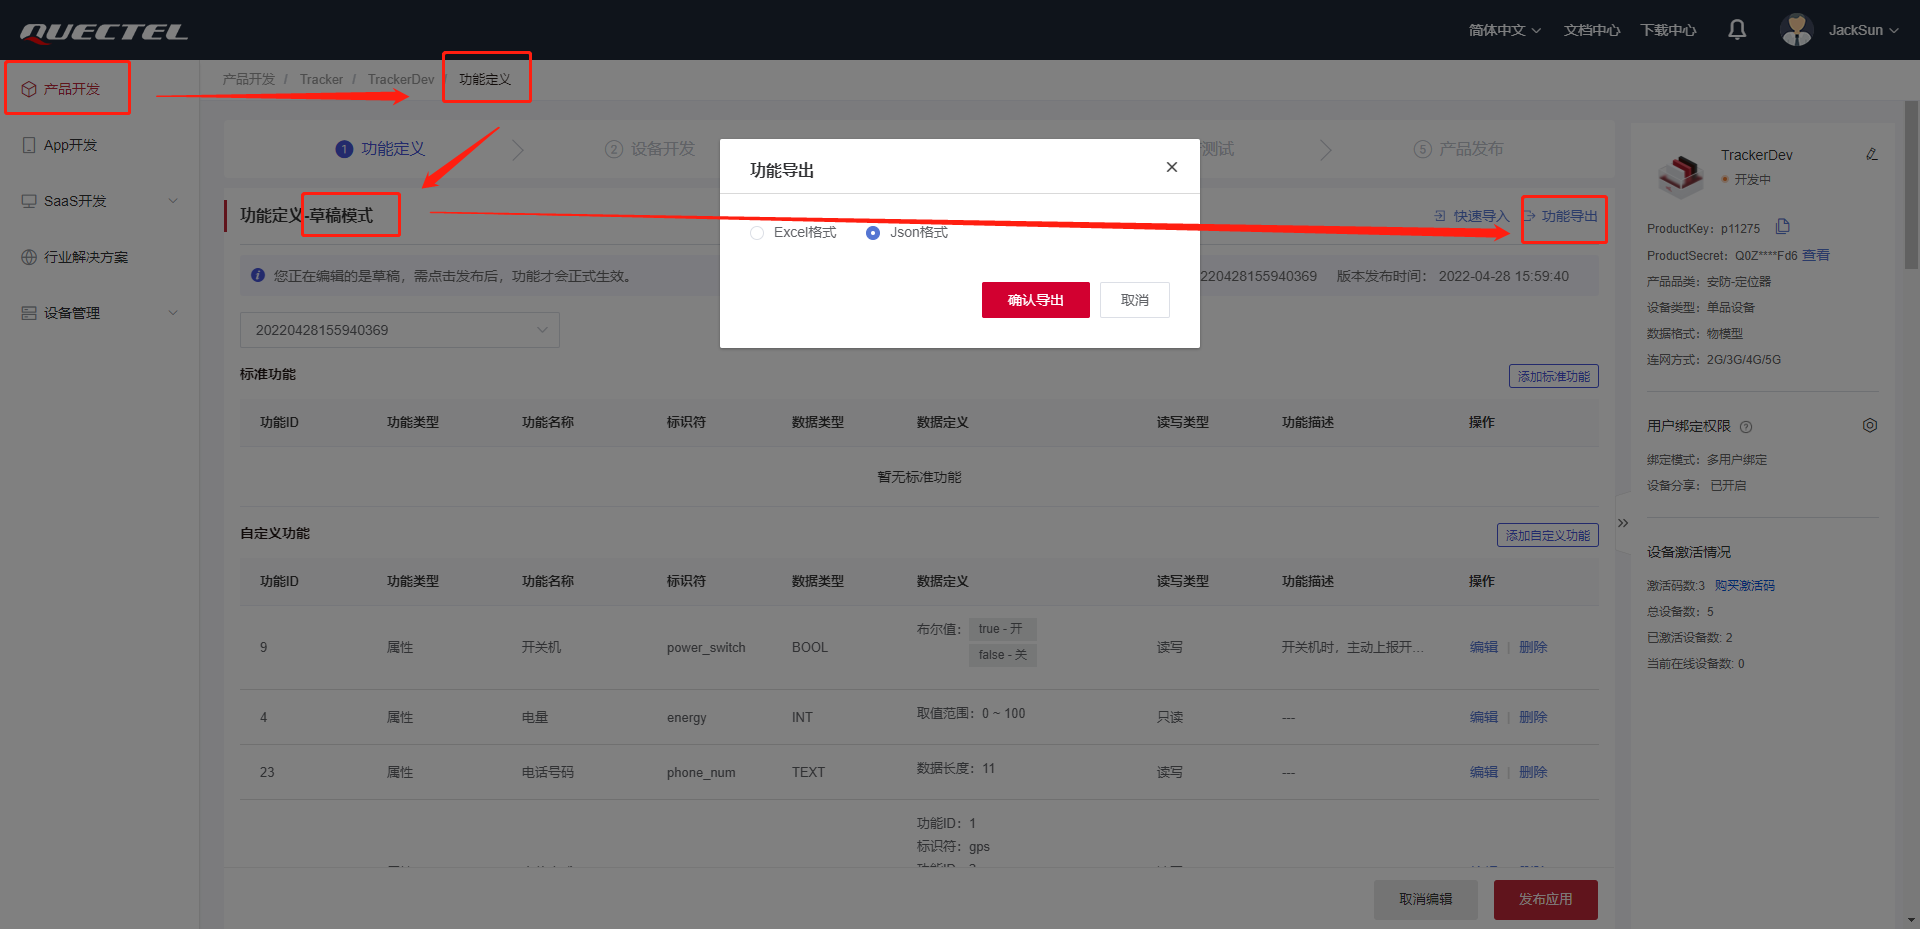 QUECTEL
简体中文
文档中心
下载中心
JackSun
产品开发
App开发
SaaS开发
行业解决方案
设备管理
产品开发 / Tracker / TrackerDev 功能定义
1 功能定义
2 设备开发
测试
5 产品发布
功能定义-草稿模式
快速导入
功能导出
您正在编辑的是草稿，需点击发布后，功能才会正式生效。
220428155940369
版本发布时间： 2022-04-28 15:59:40
20220428155940369
功能导出
Excel格式
Json格式
确认导出
取消
标准功能
添加标准功能
功能ID 功能类型 功能名称 标识符 数据类型 数据定义 读写类型 功能描述 操作
暂无标准功能
自定义功能
添加自定义功能
功能ID 功能类型 功能名称 标识符 数据类型 数据定义 读写类型 功能描述 操作
9 属性 开关机 power_switch BOOL 布尔值： true - 开 false - 关 读写 开关机时，主动上报开... 编辑 | 删除
4 属性 电量 energy INT 取值范围：0 ~ 100 只读 --- 编辑 | 删除
23 属性 电话号码 phone_num TEXT 数据长度：11 读写 --- 编辑 | 删除
功能ID：1
标识符：gps
取消编辑
发布应用
TrackerDev
开发中
ProductKey：p11275
ProductSecret：Q0Z****Fd6 查看
产品品类：安防-定位器
设备类型：单品设备
数据格式：物模型
连网方式：2G/3G/4G/5G
用户绑定权限
绑定模式：多用户绑定
设备分享： 已开启
设备激活情况
激活码数:3 购买激活码
总设备数：5
已激活设备数: 2
当前在线设备数: 0